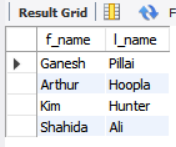 Result Grid F
f_name l_name
Ganesh Pillai
Arthur Hoopla
Kim Hunter
Shahida Ali